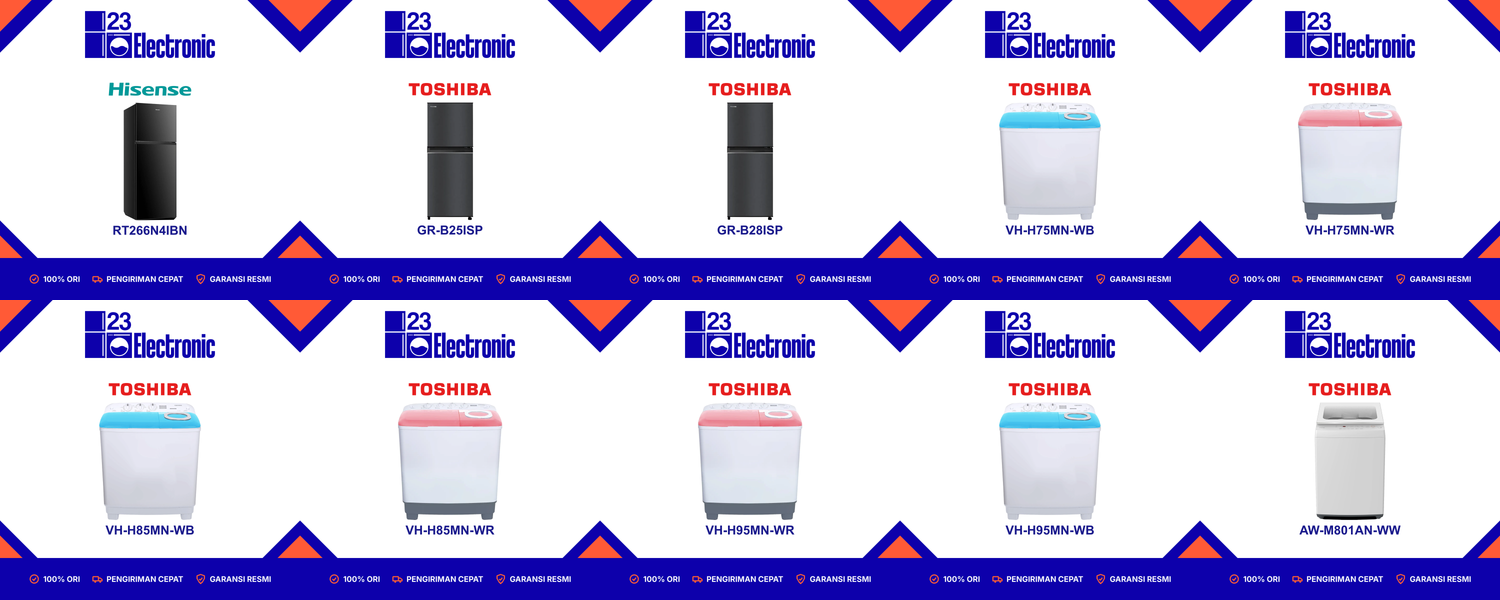 23
Electronic
Hisense
RT266N4IBN
100% ORI PENGIRIMAN CEPAT GARANSI RESMI
23
Electronic
TOSHIBA
GR-B25ISP
100% ORI PENGIRIMAN CEPAT GARANSI RESMI
23
Electronic
TOSHIBA
GR-B28ISP
100% ORI PENGIRIMAN CEPAT GARANSI RESMI
23
Electronic
TOSHIBA
VH-H75MN-WB
100% ORI PENGIRIMAN CEPAT GARANSI RESMI
23
Electronic
TOSHIBA
VH-H75MN-WR
100% ORI PENGIRIMAN CEPAT GARANSI RESMI
23
Electronic
TOSHIBA
VH-H85MN-WB
100% ORI PENGIRIMAN CEPAT GARANSI RESMI
23
Electronic
TOSHIBA
VH-H85MN-WR
100% ORI PENGIRIMAN CEPAT GARANSI RESMI
23
Electronic
TOSHIBA
VH-H95MN-WR
100% ORI PENGIRIMAN CEPAT GARANSI RESMI
23
Electronic
TOSHIBA
VH-H95MN-WB
100% ORI PENGIRIMAN CEPAT GARANSI RESMI
23
Electronic
TOSHIBA
AW-M801AN-WW
100% ORI PENGIRIMAN CEPAT GARANSI RESMI